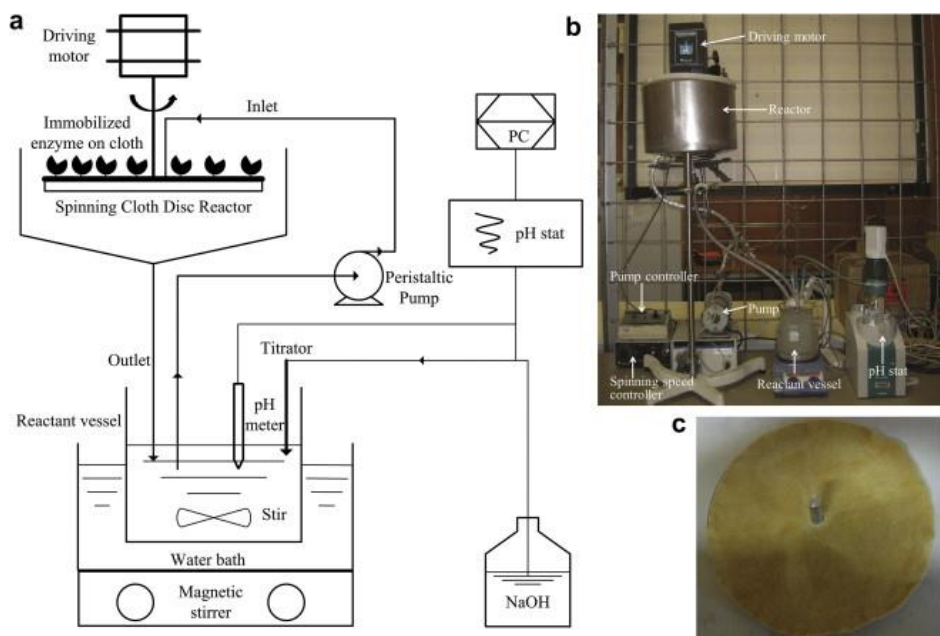 a
Driving
motor
Inlet
Immobilized
enzyme on cloth
Spinning Cloth Disc Reactor
PC
pH stat
Peristaltic
Pump
Outlet
Titrator
Reactant vessel
pH
meter
Stir
Water bath
Magnetic
stirrer
NaOH
b
Driving motor
Reactor
Pump controller
Pump
Spinning speed
controller
Reactant vessel
pH stat
c